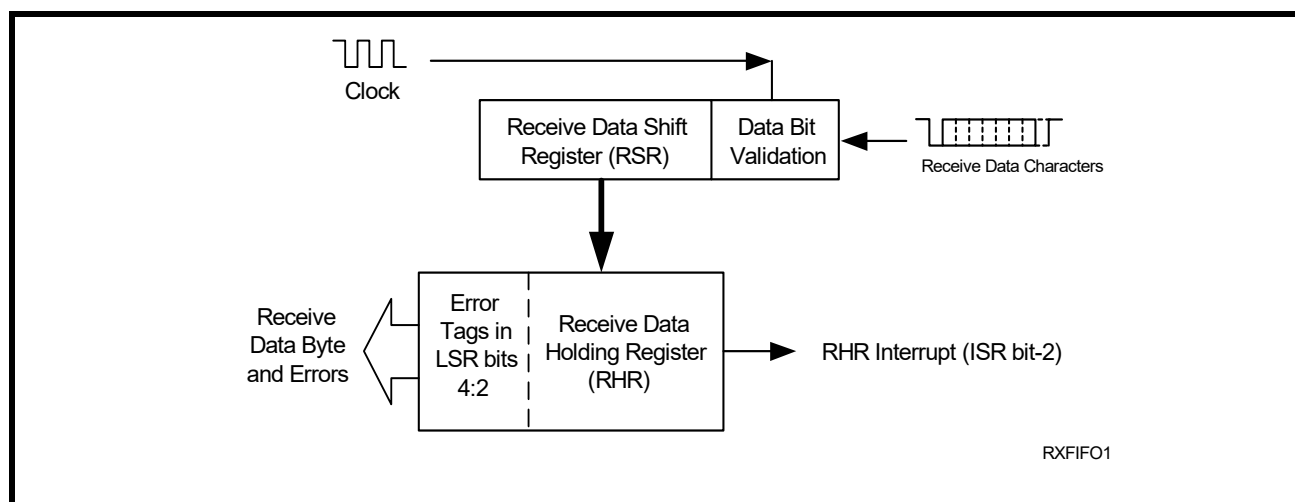 Clock
Receive Data Shift
Register (RSR)
Data Bit
Validation
Receive Data Characters
Receive
Data Byte
and Errors
Error
Tags in
LSR bits
4:2
Receive Data
Holding Register
(RHR)
RHR Interrupt (ISR bit-2)
RXFIFO1